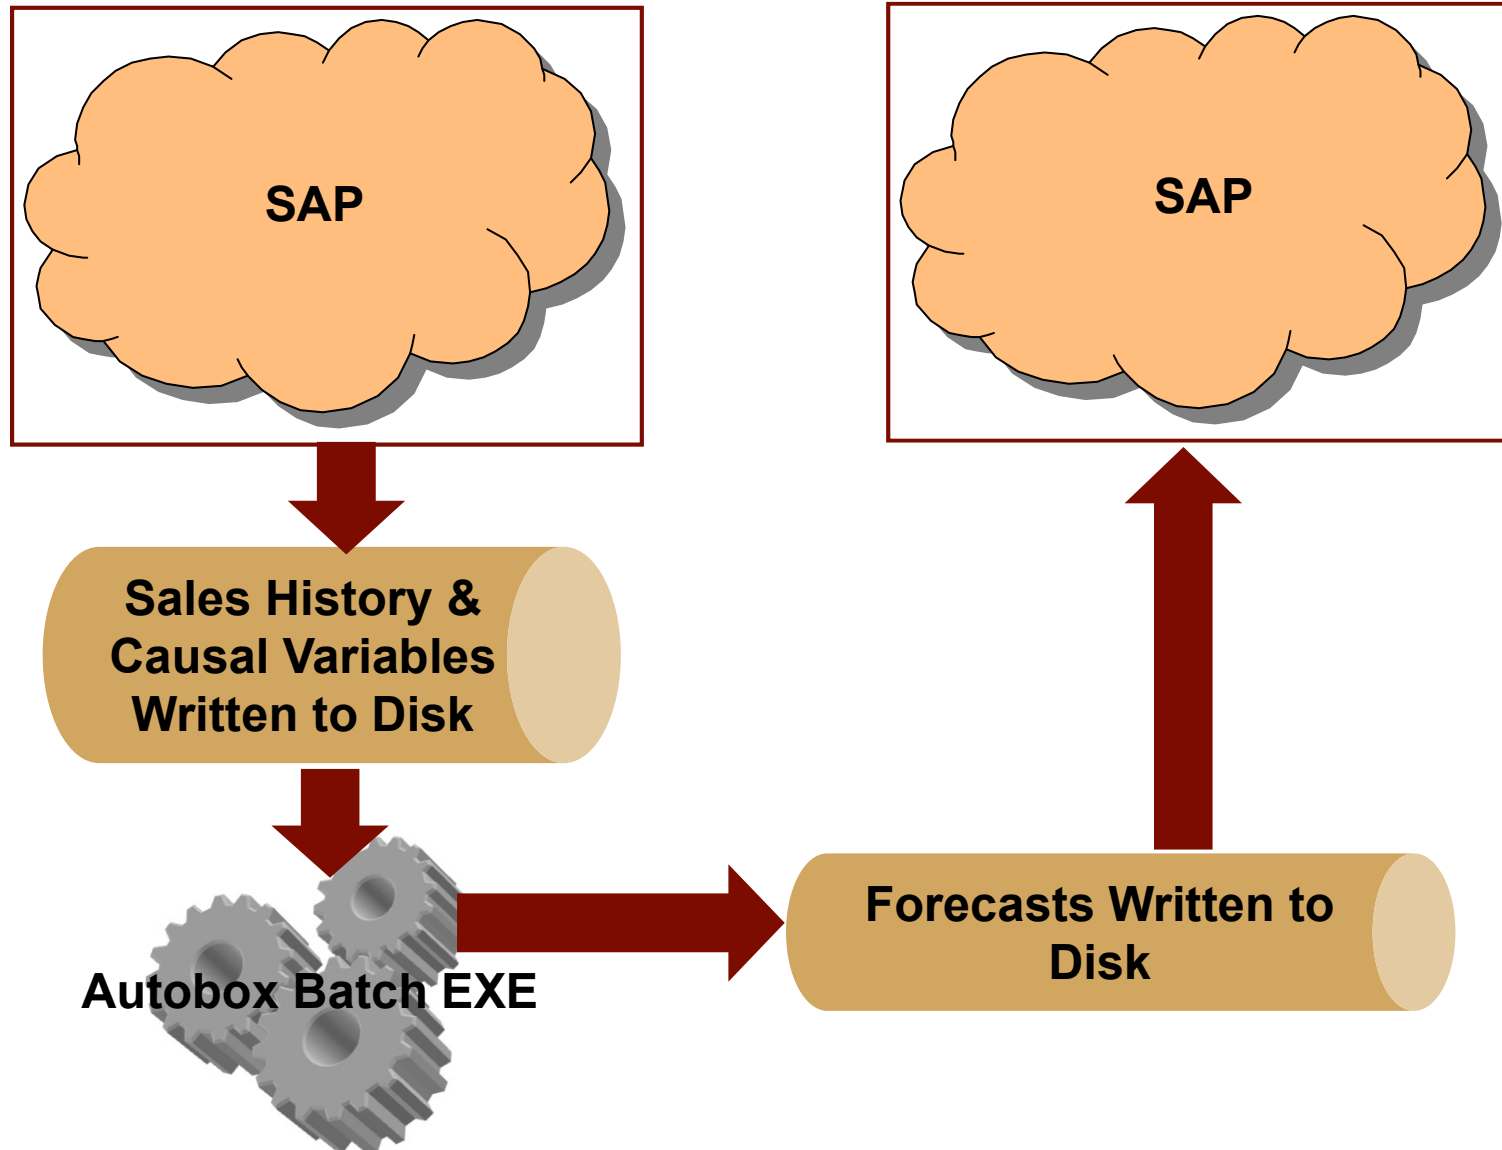 SAP
SAP
Sales History &
Causal Variables
Written to Disk
Forecasts Written to
Disk
Autobox Batch EXE